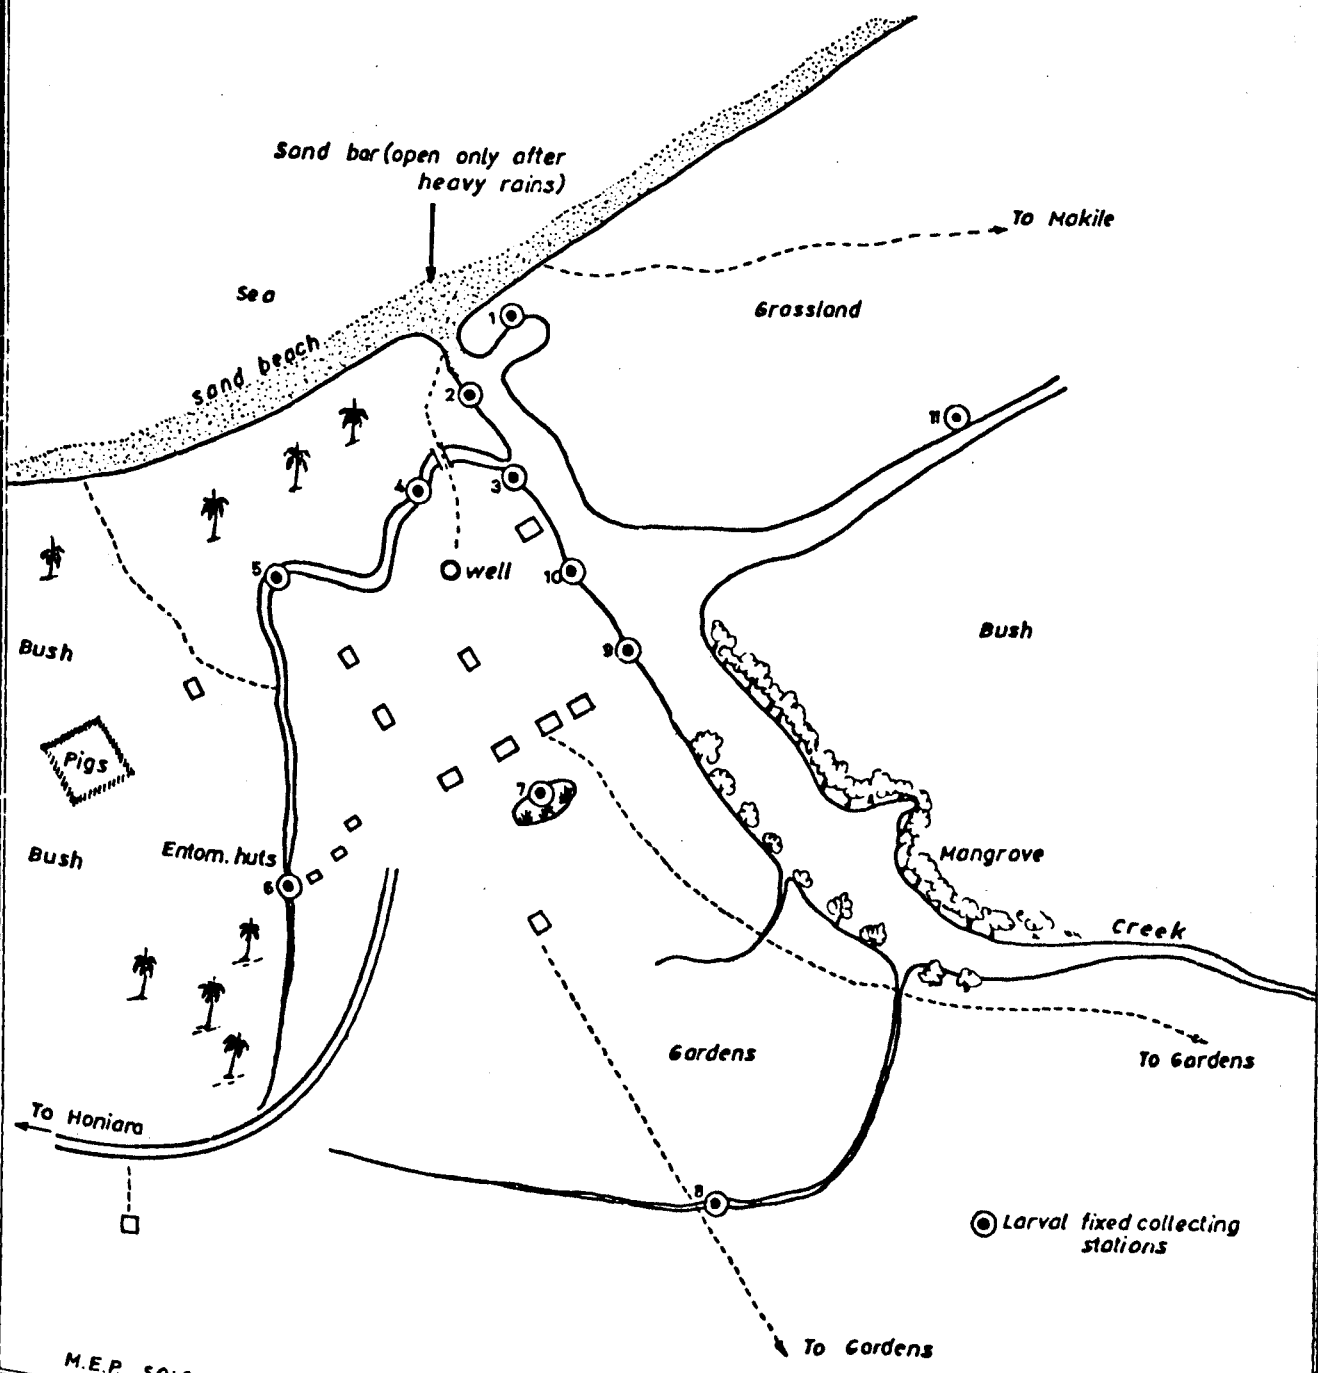 Sand bar (open only after
heavy rains)
To Makile
Sea
Grassland
sand beach
1
2
11
4
3
5
well
10
Bush
Bush
9
Pigs
7
Bush
Entom. huts
Mangrove
6
Creek
Gardens
To Gardens
To Honiara
8
Larval fixed collecting
stations
To Gardens
M.E.P.